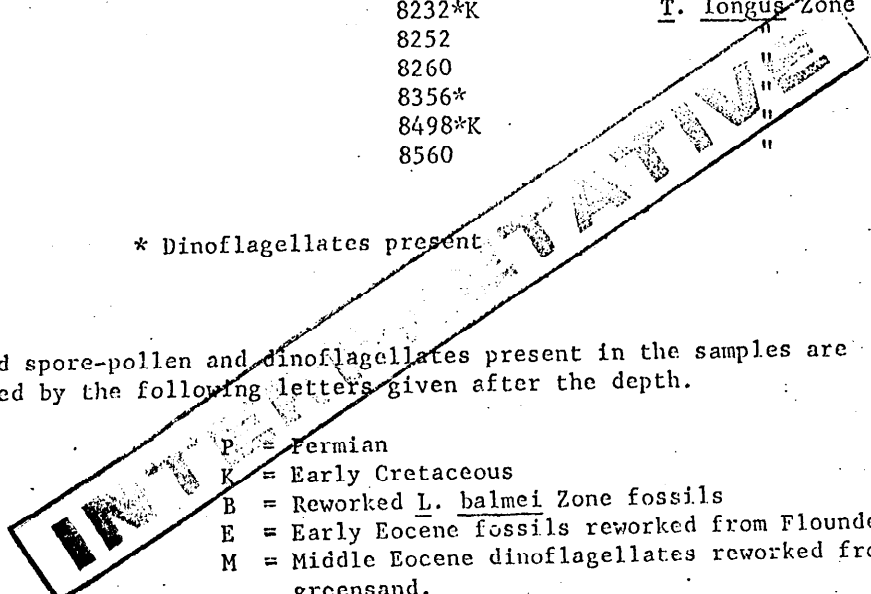 8232*K T. longus Zone
8252 "
8260 "
8356* "
8498*K "
8560 "
* Dinoflagellates present
d spore-pollen and dinoflagellates present in the samples are
ed by the following letters given after the depth.
P = Permian
K = Early Cretaceous
B = Reworked L. balmei Zone fossils
E = Early Eocene fossils reworked from Flounde
M = Middle Eocene dinoflagellates reworked fro
greensand.
INTERPRETATIVE